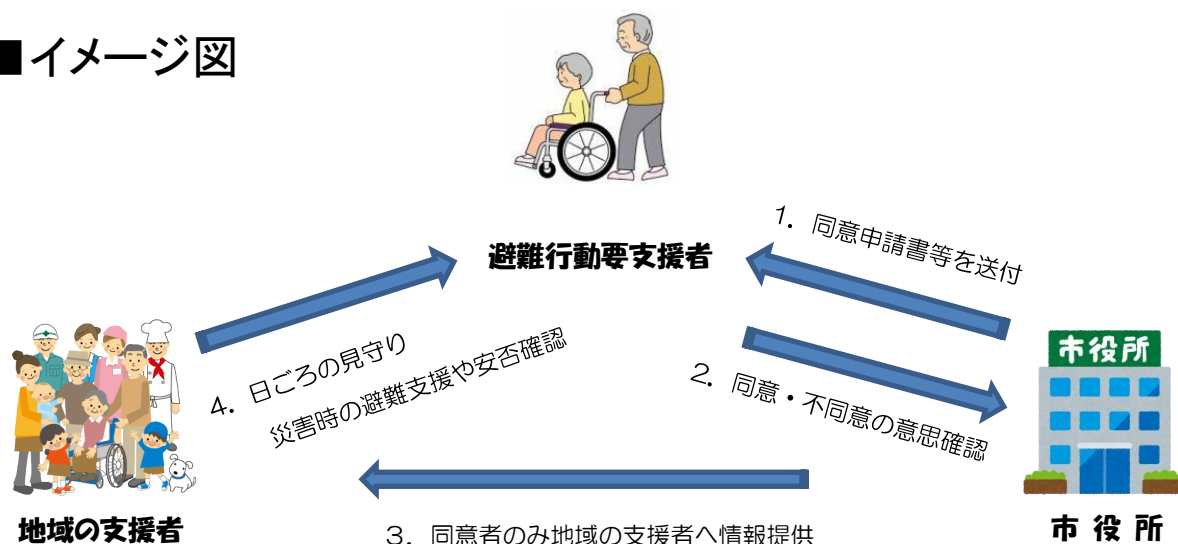 ■イメージ図
避難行動要支援者
1．同意申請書等を送付
市役所
2．同意・不同意の意思確認
4．日ごろの見守り
災害時の避難支援や安否確認
地域の支援者
3．同意者のみ地域の支援者へ情報提供
市役所